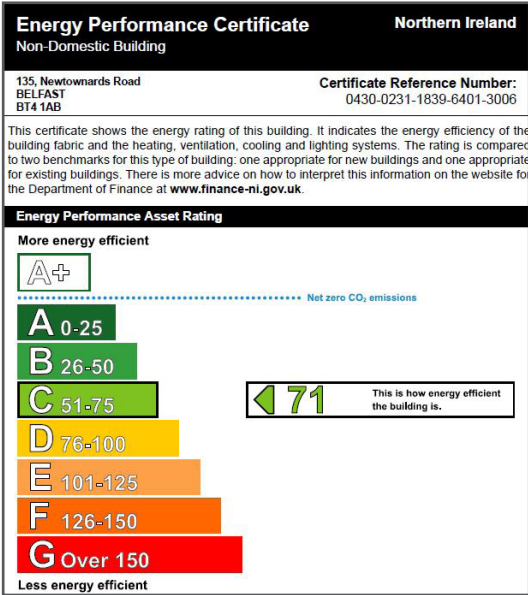 Energy Performance Certificate
Northern Ireland
Non-Domestic Building
135, Newtownards Road
BELFAST
BT4 1AB
Certificate Reference Number:
0430-0231-1839-6401-3006
This certificate shows the energy rating of this building. It indicates the energy efficiency of the
building fabric and the heating, ventilation, cooling and lighting systems. The rating is compared
to two benchmarks for this type of building: one appropriate for new buildings and one appropriate
for existing buildings. There is more advice on how to interpret this information on the website for
the Department of Finance at www.finance-ni.gov.uk.
Energy Performance Asset Rating
More energy efficient
A+
Net zero CO₂ emissions
A 0-25
B 26-50
C 51-75
71
This is how energy efficient
the building is.
D 76-100
E 101-125
F 126-150
G Over 150
Less energy efficient